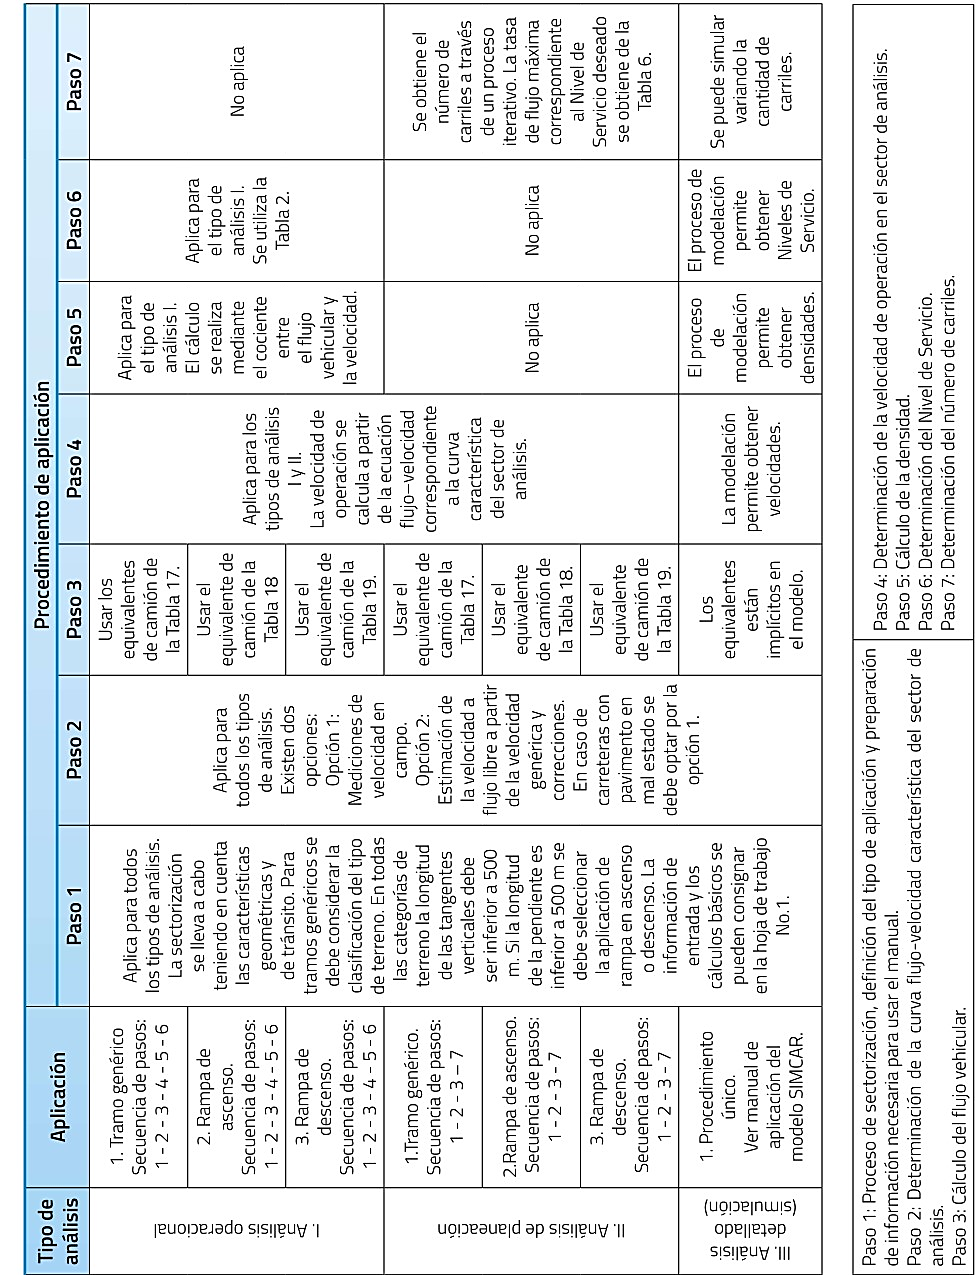 Tipo de
análisis
Aplicación
Procedimiento de aplicación
Paso 1
Paso 2
Paso 3
Paso 4
Paso 5
Paso 6
Paso 7
I. Análisis operacional
1. Tramo genérico
Secuencia de pasos:
1 - 2 - 3 - 4 - 5 - 6
Aplica para todos
los tipos de análisis.
La sectorización
se lleva a cabo
teniendo en cuenta
las características
geométricas y
de tránsito. Para
tramos genéricos se
debe considerar la
clasificación del tipo
de terreno. En todas
las categorías de
terreno la longitud
de las tangentes
verticales debe
ser inferior a 500
m. Si la longitud
de la pendiente es
inferior a 500 m se
debe seleccionar
la aplicación de
rampa en ascenso
o descenso. La
información de
entrada y los
cálculos básicos se
pueden consignar
en la hoja de trabajo
No.1.
Aplica para
todos los tipos
de análisis.
Existen dos
opciones:
Opción 1:
Mediciones de
velocidad en
campo.
Opción 2:
Estimación de
la velocidad a
flujo libre a partir
de la velocidad
genérica y
correcciones.
En caso de
carreteras con
pavimento en
mal estado se
debe optar por la
opción 1.
Usar los
equivalentes
de camión de
la Tabla 17.
Aplica para los
tipos de análisis
I y II.
La velocidad de
operación se
calcula a partir
de la ecuación
flujo–velocidad
correspondiente
a la curva
característica
del sector de
análisis.
Aplica para
el tipo de
análisis I.
El cálculo
se realiza
mediante
el cociente
entre
el flujo
vehicular y
la velocidad.
Aplica para
el tipo de
análisis I.
Se utiliza la
Tabla 2.
No aplica
2. Rampa de
ascenso.
Secuencia de pasos:
1 - 2 - 3 - 4 - 5 - 6
Usar el
equivalente de
camión de la
Tabla 18
3. Rampa de
descenso.
Secuencia de pasos:
1 - 2 - 3 - 4 - 5 - 6
Usar el
equivalente de
camión de la
Tabla 19.
II. Análisis de planeación
1.Tramo genérico.
Secuencia de pasos:
1 – 2 – 3 – 7
Usar el
equivalente de
camión de la
Tabla 17.
No aplica
No aplica
Se obtiene el
número de
carriles a través
de un proceso
iterativo. La tasa
de flujo máxima
correspondiente
al Nivel de
Servicio deseado
se obtiene de la
Tabla 6.
2.Rampa de ascenso.
Secuencia de pasos:
1 – 2 – 3 – 7
Usar el
equivalente
de camión de
la Tabla 18.
3. Rampa de
descenso.
Secuencia de pasos:
1 – 2 – 3 – 7
Usar el
equivalente
de camión de
la Tabla 19.
III. Análisis
detallado
(simulación)
1. Procedimiento
único.
Ver manual de
aplicación del
modelo SIMCAR.
Los
equivalentes
están
implícitos en
el modelo.
La modelación
permite obtener
velocidades.
El proceso
de
modelación
permite
obtener
densidades.
El proceso de
modelación
permite
obtener
Niveles de
Servicio.
Se puede simular
variando la
cantidad de
carriles.
Paso 1: Proceso de sectorización, definición del tipo de aplicación y preparación
de información necesaria para usar el manual.
Paso 2: Determinación de la curva flujo-velocidad característica del sector de
análisis.
Paso 3: Cálculo del flujo vehicular.
Paso 4: Determinación de la velocidad de operación en el sector de análisis.
Paso 5: Cálculo de la densidad.
Paso 6: Determinación del Nivel de Servicio.
Paso 7: Determinación del número de carriles.